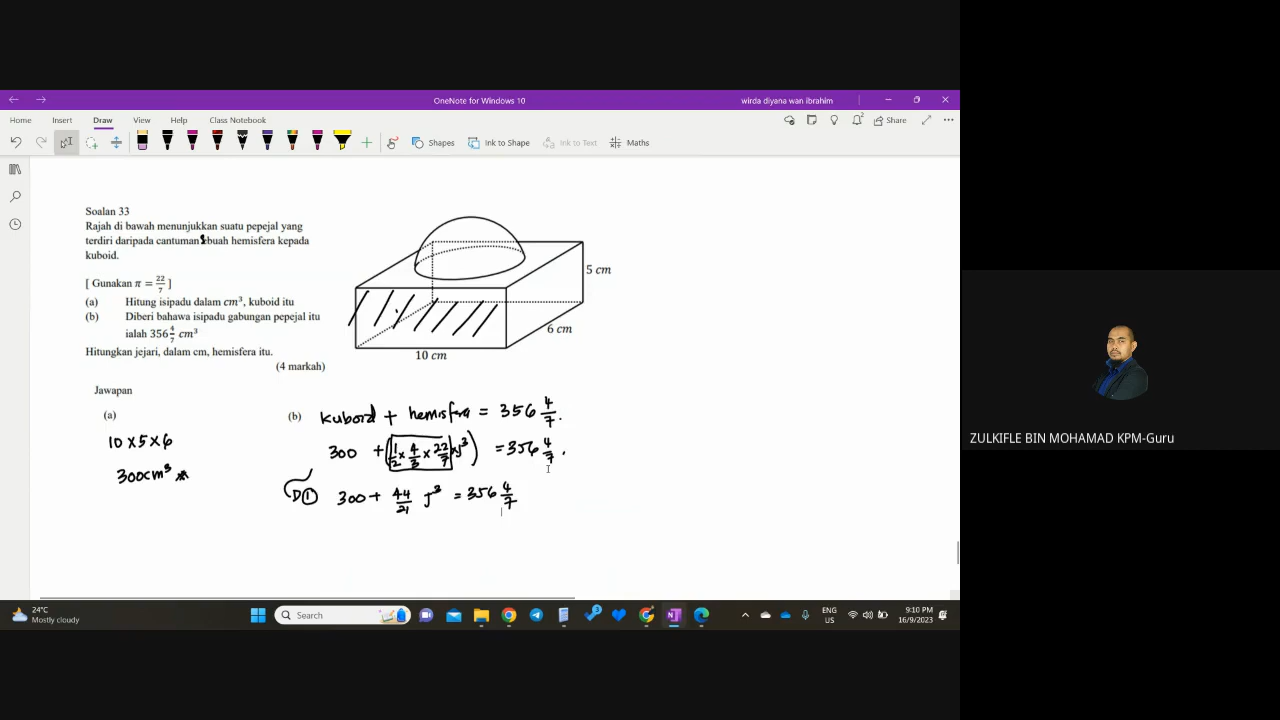 OneNote for Windows 10
wirda diyana wan ibrahim
Home Insert Draw View Help Class Notebook
Share
Shapes Ink to Shape Ink to Text Maths
Soalan 33
Rajah di bawah menunjukkan suatu pepejal yang
terdiri daripada cantuman sebuah hemisfera kepada
kuboid.
[ Gunakan π = 22/7 ]
(a) Hitung isipadu dalam cm³, kuboid itu
(b) Diberi bahawa isipadu gabungan pepejal itu
ialah 356 4/7 cm³
Hitungkan jejari, dalam cm, hemisfera itu.
(4 markah)
5 cm
6 cm
10 cm
Jawapan
(a)
10 x 5 x 6
300cm³
(b) kuboid + hemisfera = 356 4/7.
300 + (1/2 x 4/3 x 22/7 x j³) = 356 4/7.
① 300 + 44/21 j³ = 356 4/7
ZULKIFLE BIN MOHAMAD KPM-Guru
24°C
Mostly cloudy
Search
3
ENG
US
9:10 PM
16/9/2023